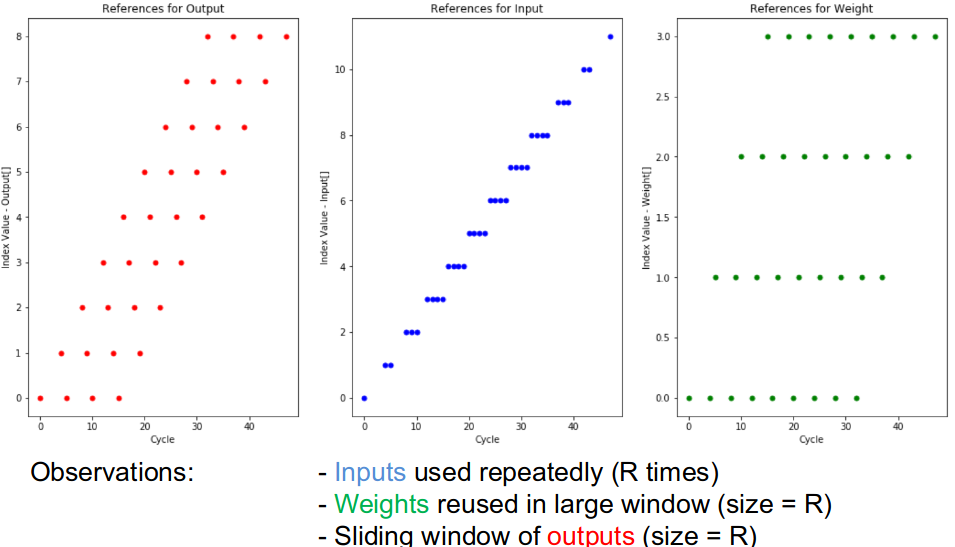 References for Output
References for Input
References for Weight
Index Value - Output[]
8
7
6
5
4
3
2
1
0
0
10
20
30
40
Cycle
Index Value - Input[]
10
8
6
4
2
0
0
10
20
30
40
Cycle
Index Value - Weight[]
3.0
2.5
2.0
1.5
1.0
0.5
0.0
0
10
20
30
40
Cycle
Observations:
- Inputs used repeatedly (R times)
- Weights reused in large window (size = R)
- Sliding window of outputs (size = R)